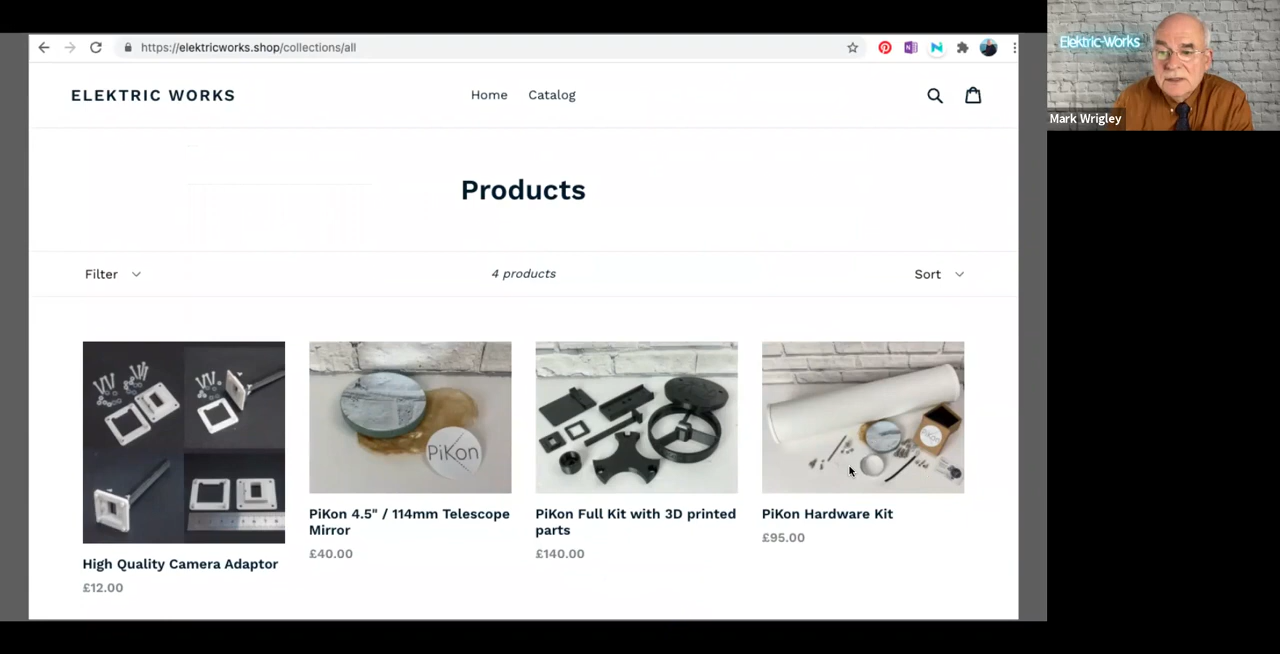 https://elektricworks.shop/collections/all
Elektric-Works
Mark Wrigley
ELEKTRIC WORKS
Home
Catalog
Products
Filter
4 products
Sort
PiKon
PiKon
High Quality Camera Adaptor
£12.00
PiKon 4.5" / 114mm Telescope
Mirror
£40.00
PiKon Full Kit with 3D printed
parts
£140.00
PiKon Hardware Kit
£95.00